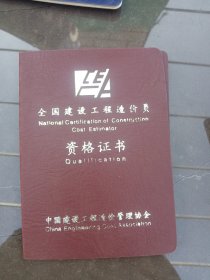 全国建设工程造价员
National Certification of Construction
Cost Estimator
资格证书
Qualification
中国建设工程造价管理协会
China Engineering Cost Association